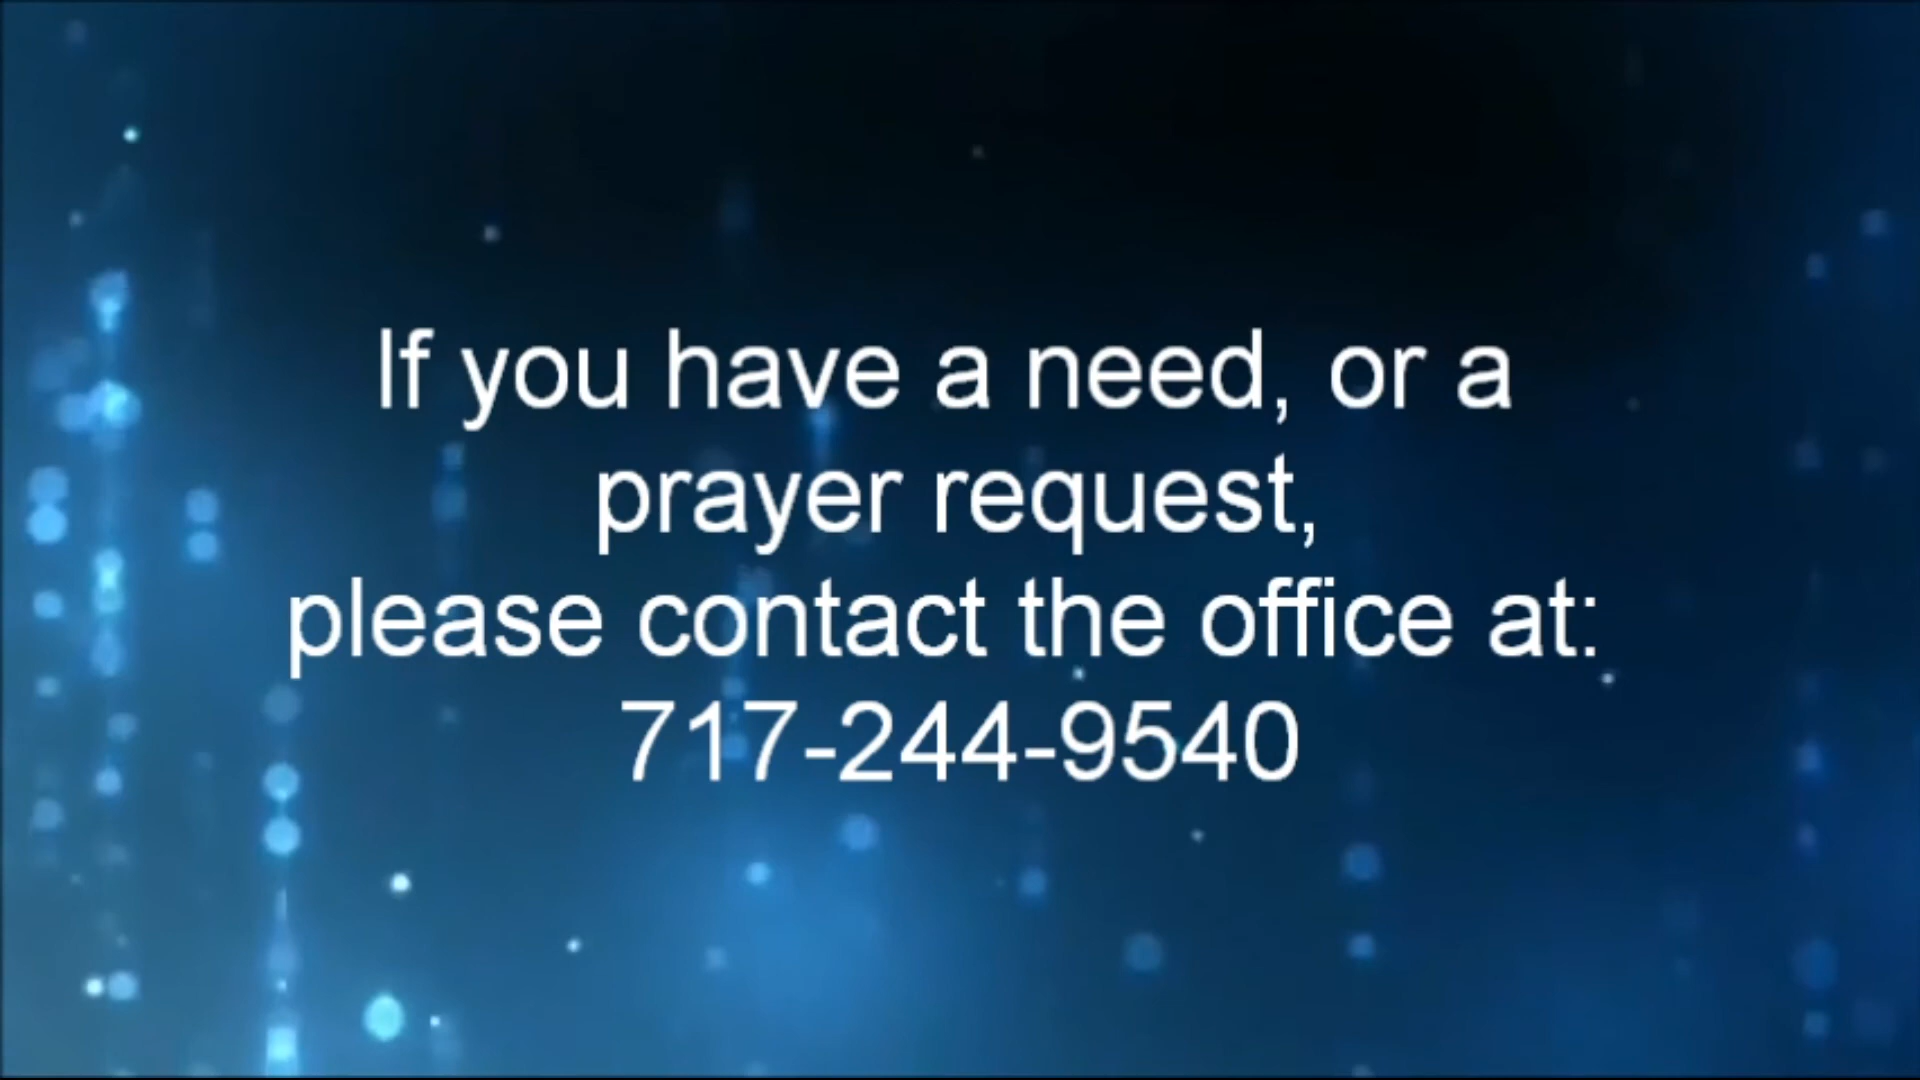 If you have a need, or a
prayer request,
please contact the office at:
717-244-9540